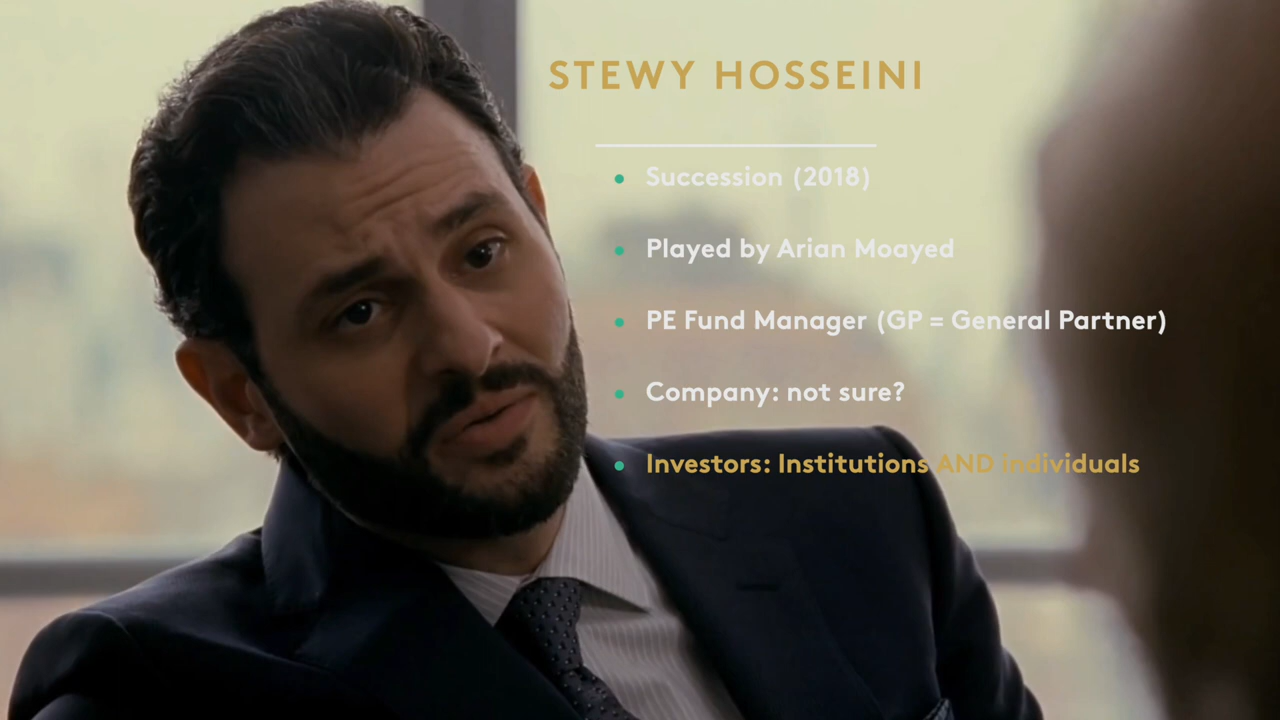 STEWY HOSSEINI
Succession (2018)
Played by Arian Moayed
PE Fund Manager (GP = General Partner)
Company: not sure?
Investors: Institutions AND Individuals